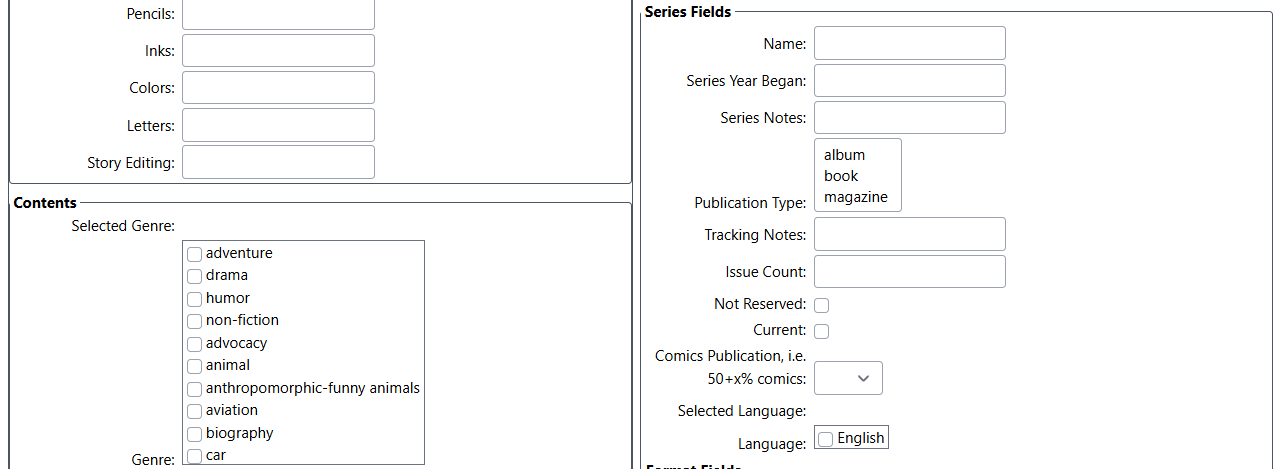 Pencils:
Inks:
Colors:
Letters:
Story Editing:
Contents
Selected Genre:
adventure
drama
humor
non-fiction
advocacy
animal
anthropomorphic-funny animals
aviation
biography
car
Genre:
Series Fields
Name:
Series Year Began:
Series Notes:
album
book
magazine
Publication Type:
Tracking Notes:
Issue Count:
Not Reserved:
Current:
Comics Publication, i.e.
50+x% comics:
Selected Language:
Language:
English
Format Fields